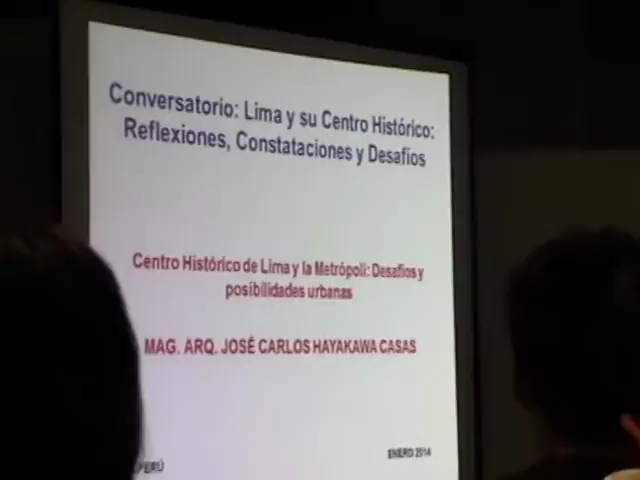 Conversatorio: Lima y su Centro Histórico:
Reflexiones, Constataciones y Desafíos
Centro Histórico de Lima y la Metrópoli: Desafíos y
posibilidades urbanas
MAG. ARQ. JOSÉ CARLOS HAYAKAWA CASAS
PERÚ
ENERO 2014